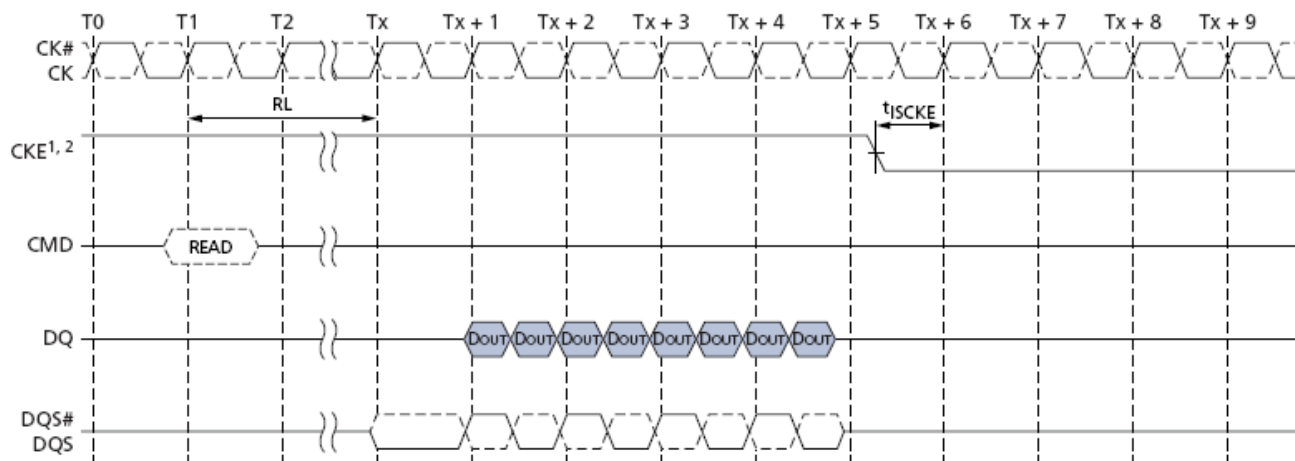 T0 T1 T2 Tx Tx + 1 Tx + 2 Tx + 3 Tx + 4 Tx + 5 Tx + 6 Tx + 7 Tx + 8 Tx + 9
CK#
CK
RL
tISCKE
CKE1, 2
CMD READ
DQ DOUT DOUT DOUT DOUT DOUT DOUT DOUT DOUT
DQS#
DQS